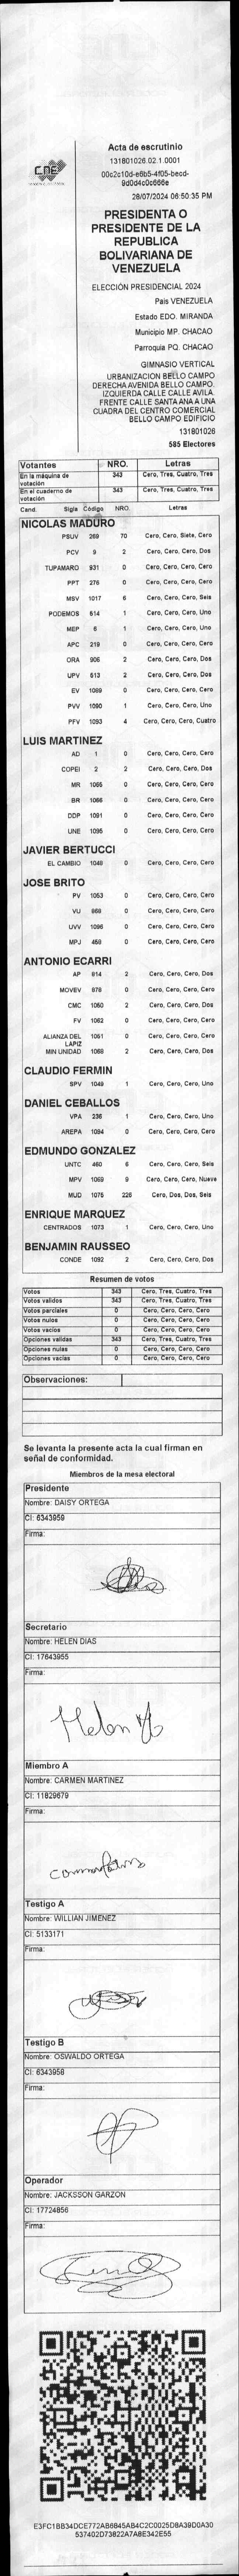 CNE
Acta de escrutinio
131801026.02.1.0001
00c2c10d-e6b5-4f05-becd-
9d0d4c0c666e
28/07/2024 06:50:35 PM
PRESIDENTA O
PRESIDENTE DE LA
REPUBLICA
BOLIVARIANA DE
VENEZUELA
ELECCIÓN PRESIDENCIAL 2024
Pais VENEZUELA
Estado EDO. MIRANDA
Municipio MP. CHACAO
Parroquia PQ. CHACAO
GIMNASIO VERTICAL
URBANIZACION BELLO CAMPO
DERECHA AVENIDA BELLO CAMPO.
IZQUIERDA CALLE CALLE AVILA.
FRENTE CALLE SANTA ANA A UNA
CUADRA DEL CENTRO COMERCIAL
BELLO CAMPO EDIFICIO
131801026
585 Electores
Votantes NRO. Letras
En la máquina de votación 343 Cero, Tres, Cuatro, Tres
En el cuaderno de votación 343 Cero, Tres, Cuatro, Tres
Cand. Sigla Código NRO. Letras
NICOLAS MADURO
PSUV 269 70 Cero, Cero, Siete, Cero
PCV 9 2 Cero, Cero, Cero, Dos
TUPAMARO 931 0 Cero, Cero, Cero, Cero
PPT 276 0 Cero, Cero, Cero, Cero
MSV 1017 6 Cero, Cero, Cero, Seis
PODEMOS 614 1 Cero, Cero, Cero, Uno
MEP 6 1 Cero, Cero, Cero, Uno
APC 219 0 Cero, Cero, Cero, Cero
ORA 906 2 Cero, Cero, Cero, Dos
UPV 513 2 Cero, Cero, Cero, Dos
EV 1089 0 Cero, Cero, Cero, Cero
PVV 1090 1 Cero, Cero, Cero, Uno
PFV 1093 4 Cero, Cero, Cero, Cuatro
LUIS MARTINEZ
AD 1 0 Cero, Cero, Cero, Cero
COPEI 2 2 Cero, Cero, Cero, Dos
MR 1065 0 Cero, Cero, Cero, Cero
BR 1066 0 Cero, Cero, Cero, Cero
DDP 1091 0 Cero, Cero, Cero, Cero
UNE 1095 0 Cero, Cero, Cero, Cero
JAVIER BERTUCCI
EL CAMBIO 1048 0 Cero, Cero, Cero, Cero
JOSE BRITO
PV 1053 0 Cero, Cero, Cero, Cero
VU 868 0 Cero, Cero, Cero, Cero
UVV 1096 0 Cero, Cero, Cero, Cero
MPJ 458 0 Cero, Cero, Cero, Cero
ANTONIO ECARRI
AP 814 2 Cero, Cero, Cero, Dos
MOVEV 878 0 Cero, Cero, Cero, Cero
CMC 1050 2 Cero, Cero, Cero, Dos
FV 1062 0 Cero, Cero, Cero, Cero
ALIANZA DEL LAPIZ 1051 0 Cero, Cero, Cero, Cero
MIN UNIDAD 1068 2 Cero, Cero, Cero, Dos
CLAUDIO FERMIN
SPV 1049 1 Cero, Cero, Cero, Uno
DANIEL CEBALLOS
VPA 236 1 Cero, Cero, Cero, Uno
AREPA 1094 0 Cero, Cero, Cero, Cero
EDMUNDO GONZALEZ
UNTC 460 6 Cero, Cero, Cero, Seis
MPV 1069 9 Cero, Cero, Cero, Nueve
MUD 1075 226 Cero, Dos, Dos, Seis
ENRIQUE MARQUEZ
CENTRADOS 1073 1 Cero, Cero, Cero, Uno
BENJAMIN RAUSSEO
CONDE 1092 2 Cero, Cero, Cero, Dos
Resumen de votos
Votos 343 Cero, Tres, Cuatro, Tres
Votos validos 343 Cero, Tres, Cuatro, Tres
Votos parciales 0 Cero, Cero, Cero, Cero
Votos nulos 0 Cero, Cero, Cero, Cero
Votos vacios 0 Cero, Cero, Cero, Cero
Opciones validas 343 Cero, Tres, Cuatro, Tres
Opciones nulas 0 Cero, Cero, Cero, Cero
Opciones vacias 0 Cero, Cero, Cero, Cero
Observaciones:
Se levanta la presente acta la cual firman en
señal de conformidad.
Miembros de la mesa electoral
Presidente
Nombre: DAISY ORTEGA
CI: 6343959
Firma:
Secretario
Nombre: HELEN DIAS
CI: 17643955
Firma:
Helen
Miembro A
Nombre: CARMEN MARTINEZ
CI: 11829679
Firma:
Testigo A
Nombre: WILLIAN JIMENEZ
CI: 5133171
Firma:
Testigo B
Nombre: OSWALDO ORTEGA
CI: 6343958
Firma:
Operador
Nombre: JACKSSON GARZON
CI: 17724856
Firma:
E3FC1BB34DCE772AB6845AB4C2C0025D8A39D0A30
537402D73822A7A8E342E55